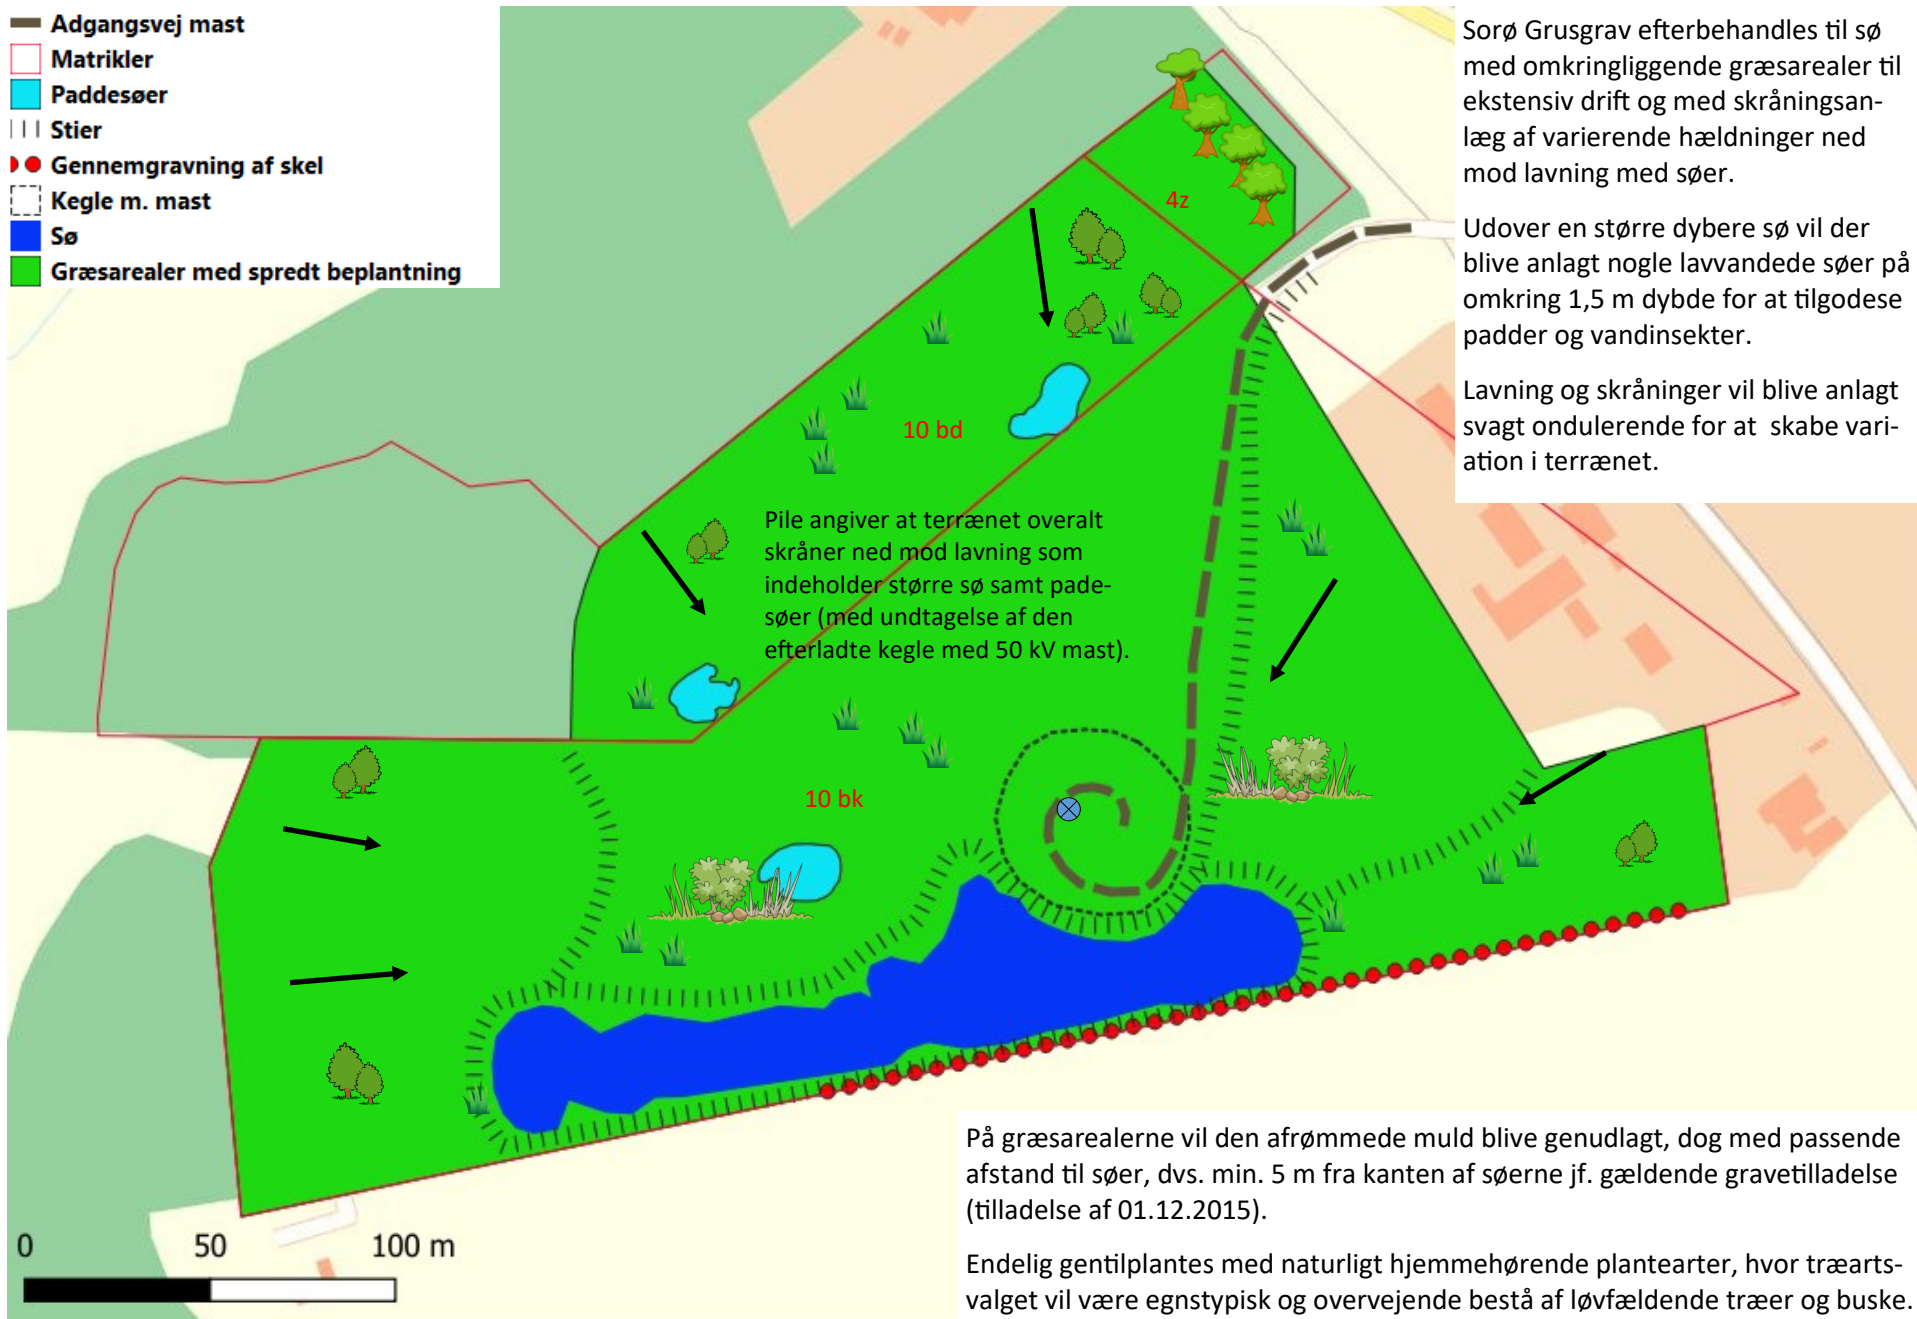 Adgangsvej mast
Matrikler
Paddesøer
Stier
Gennemgravning af skel
Kegle m. mast
Sø
Græsarealer med spredt beplantning
Sorø Grusgrav efterbehandles til sø
med omkringliggende græsarealer til
ekstensiv drift og med skråningsan-
læg af varierende hældninger ned
mod lavning med søer.
Udover en større dybere sø vil der
blive anlagt nogle lavvandede søer på
omkring 1,5 m dybde for at tilgodese
padder og vandinsekter.
Lavning og skråninger vil blive anlagt
svagt ondulerende for at skabe vari-
ation i terrænet.
4z
10 bd
Pile angiver at terrænet overalt
skråner ned mod lavning som
indeholder større sø samt pade-
søer (med undtagelse af den
efterladte kegle med 50 kV mast).
10 bk
På græsarealerne vil den afrømmede muld blive genudlagt, dog med passende
afstand til søer, dvs. min. 5 m fra kanten af søerne jf. gældende gravetilladelse
(tilladelse af 01.12.2015).
Endelig gentilplantes med naturligt hjemmehørende plantearter, hvor træarts-
valget vil være egnstypisk og overvejende bestå af løvfældende træer og buske.
0 50 100 m